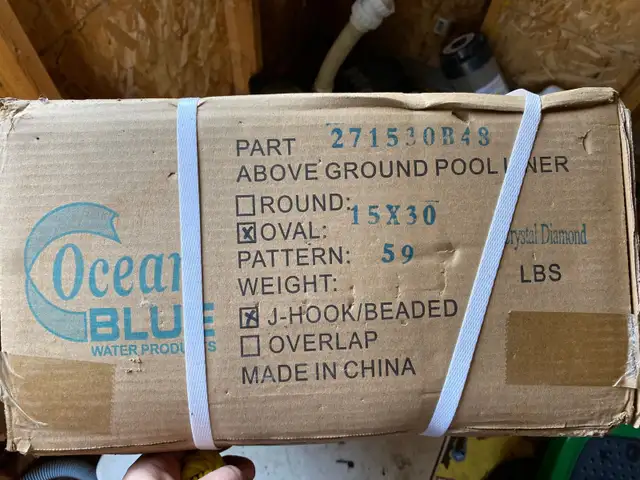 PART 271530B48
ABOVE GROUND POOL LINER
ROUND:
OVAL: 15X30
PATTERN: 59 Crystal Diamond
WEIGHT: LBS
J-HOOK/BEADED
OVERLAP
MADE IN CHINA
Ocean
BLUE
WATER PRODUCTS